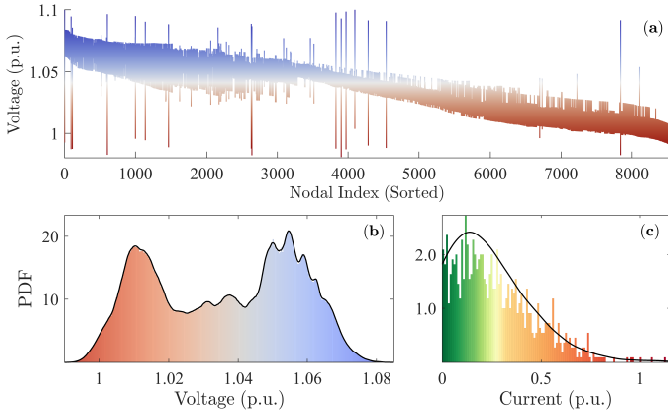 1.1
(a)
Voltage (p.u.)
1.05
1
0 1000 2000 3000 4000 5000 6000 7000 8000
Nodal Index (Sorted)
(b)
20
PDF
10
1 1.02 1.04 1.06 1.08
Voltage (p.u.)
(c)
2.0
1.0
0 0.5 1
Current (p.u.)